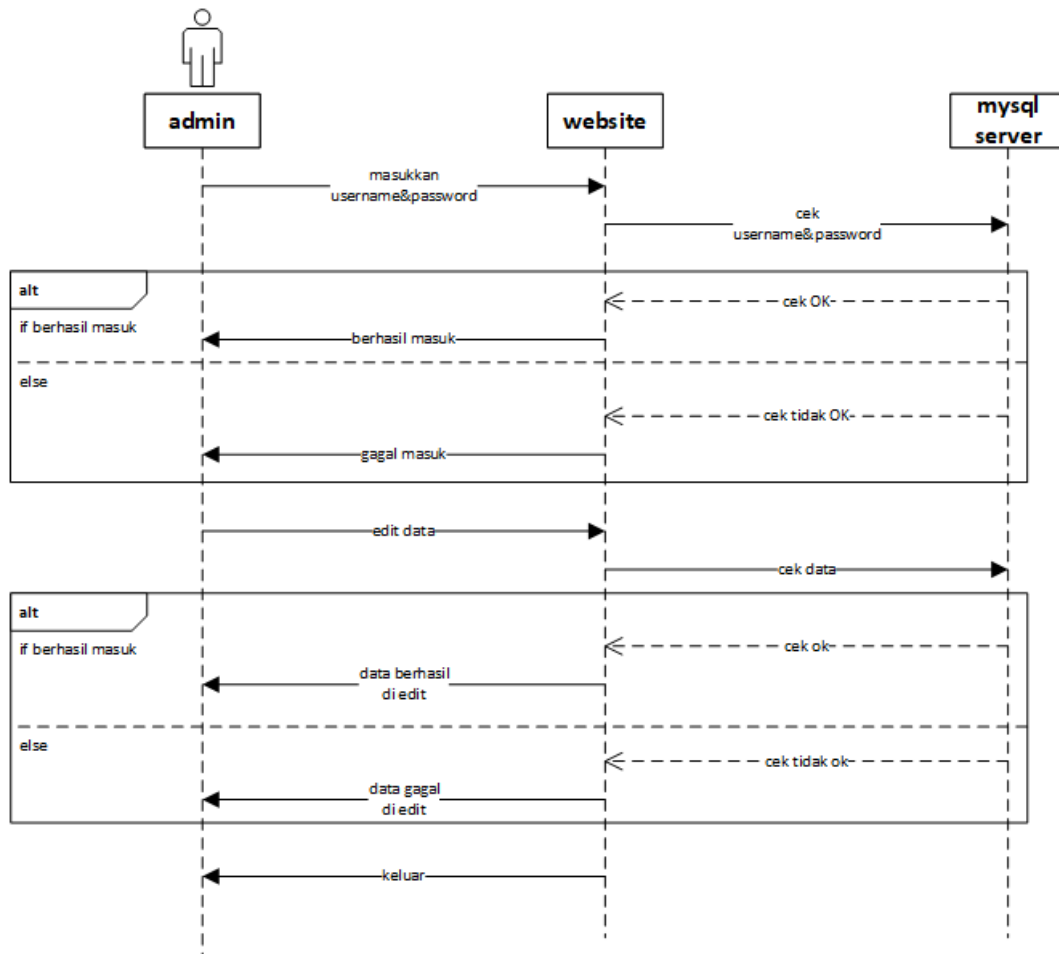 admin
website
mysql
server
masukkan
username&password
cek
username&password
alt
cek OK
if berhasil masuk
berhasil masuk
else
cek tidak OK
gagal masuk
edit data
cek data
alt
if berhasil masuk
cek ok
data berhasil
di edit
else
cek tidak ok
data gagal
di edit
keluar